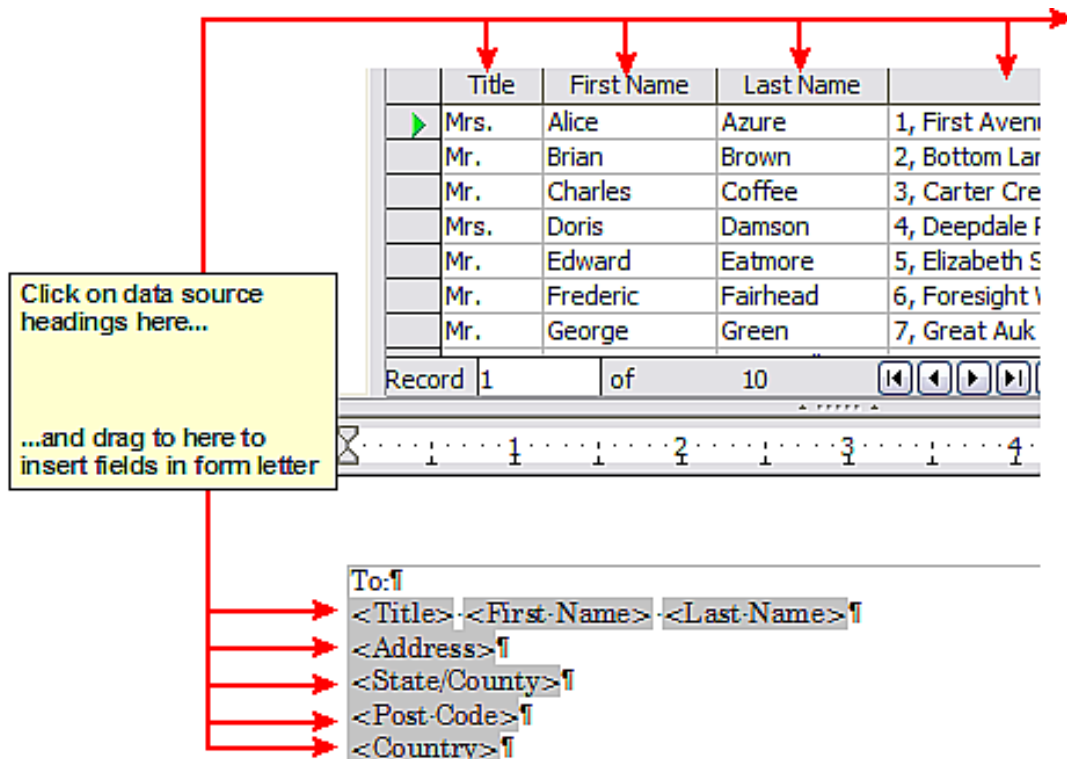 Title First Name Last Name
Mrs. Alice Azure 1, First Aven
Mr. Brian Brown 2, Bottom Lar
Mr. Charles Coffee 3, Carter Cre
Mrs. Doris Damson 4, Deepdale
Mr. Edward Eatmore 5, Elizabeth S
Mr. Frederic Fairhead 6, Foresight
Mr. George Green 7, Great Auk
Record 1 of 10
Click on data source
headings here...
...and drag to here to
insert fields in form letter
1 2 3 4
To:¶
<Title>·<First·Name>·<Last·Name>¶
<Address>¶
<State/County>¶
<Post·Code>¶
<Country>¶